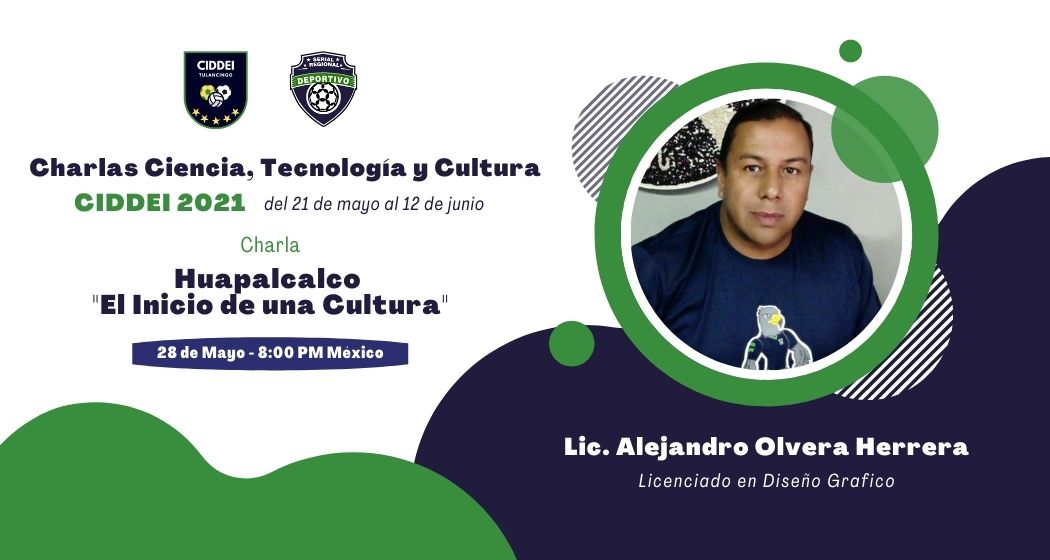 CIDDEI
TULANCINGO
SERIAL
REGIONAL
DEPORTIVO
Charlas Ciencia, Tecnología y Cultura
CIDDEI 2021 del 21 de mayo al 12 de junio
Charla
Huapalcalco
"El Inicio de una Cultura"
28 de Mayo - 8:00 PM México
Lic. Alejandro Olvera Herrera
Licenciado en Diseño Grafico